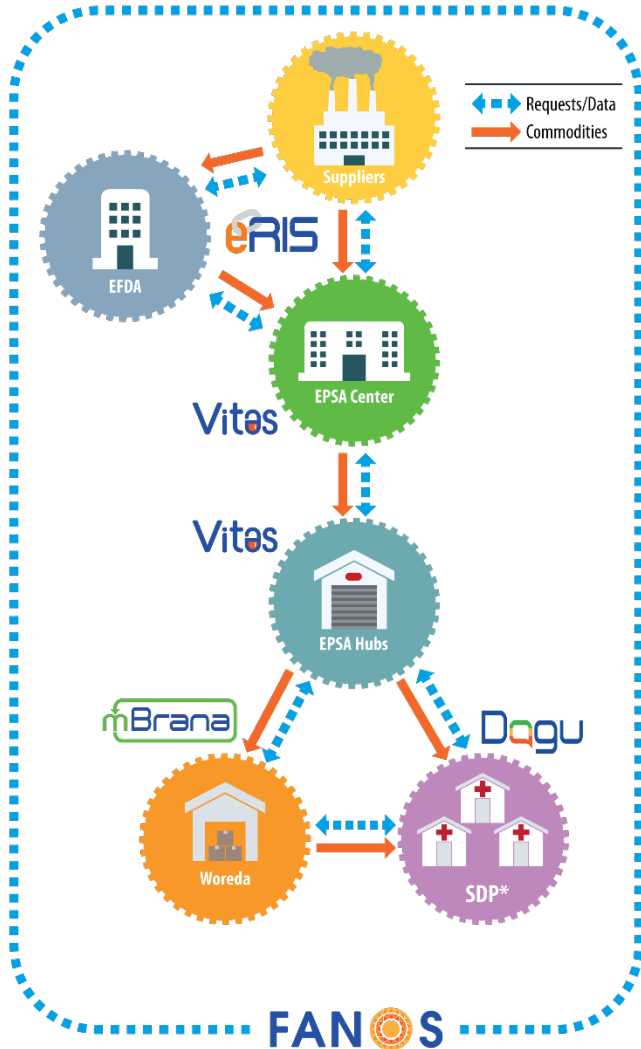 Requests/Data
Commodities
Suppliers
EFDA
eRIS
EPSA Center
Vitas
Vitas
EPSA Hubs
mBrana
Dagu
Woreda
SDP*
FANOS